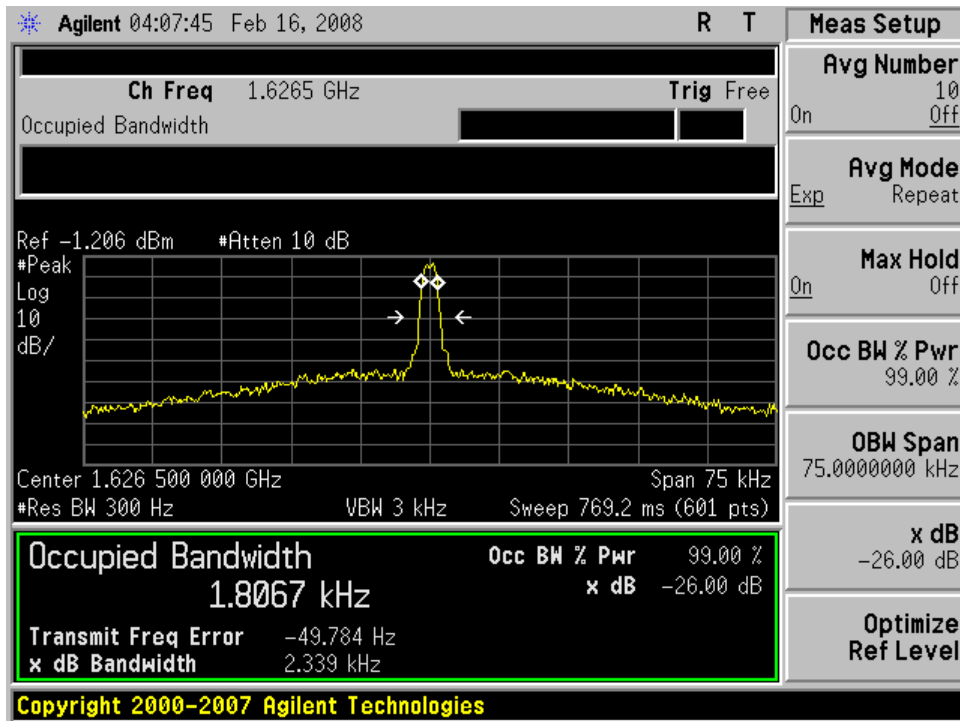 Agilent 04:07:45 Feb 16, 2008 R T
Ch Freq 1.6265 GHz Trig Free
Occupied Bandwidth
Ref -1.206 dBm #Atten 10 dB
#Peak
Log
10
dB/
Center 1.626 500 000 GHz Span 75 kHz
#Res BW 300 Hz VBW 3 kHz Sweep 769.2 ms (601 pts)
Occupied Bandwidth Occ BW % Pwr 99.00 %
1.8067 kHz x dB -26.00 dB
Transmit Freq Error -49.784 Hz
x dB Bandwidth 2.339 kHz
Copyright 2000-2007 Agilent Technologies
Meas Setup
Avg Number
10
On Off
Avg Mode
Exp Repeat
Max Hold
On Off
Occ BW % Pwr
99.00 %
OBW Span
75.0000000 kHz
x dB
-26.00 dB
Optimize
Ref Level